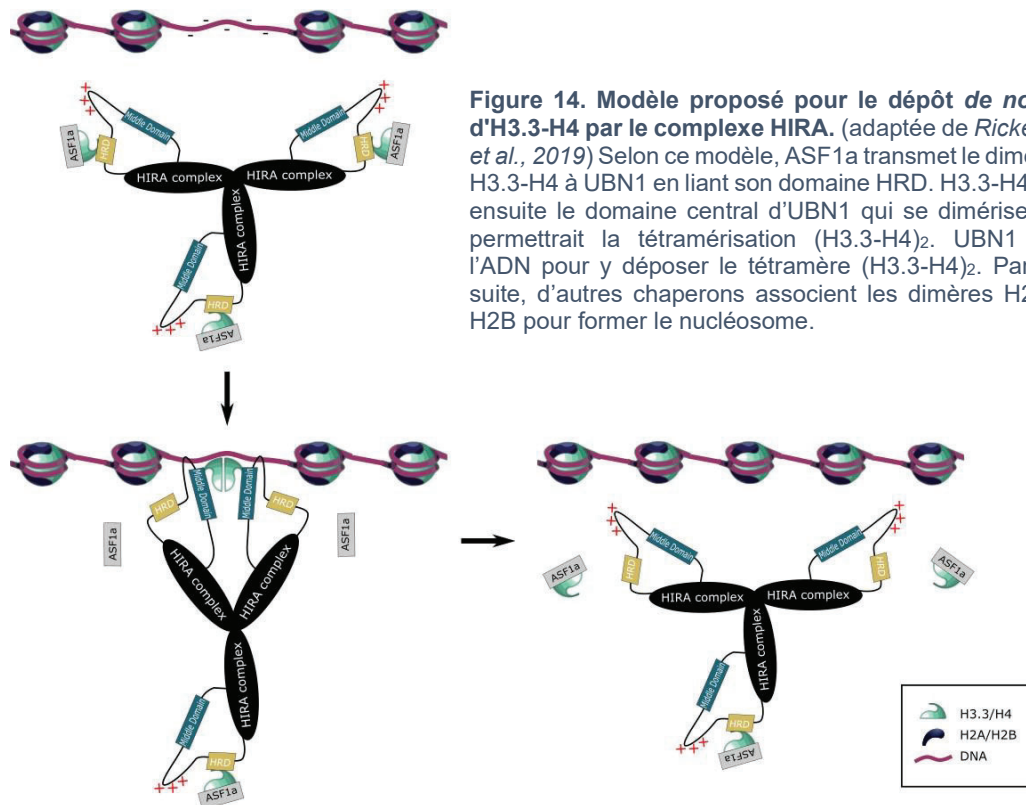 - - - - -
Figure 14. Modèle proposé pour le dépôt de no
d'H3.3-H4 par le complexe HIRA. (adaptée de Ricke
et al., 2019) Selon ce modèle, ASF1a transmet le dimè
H3.3-H4 à UBN1 en liant son domaine HRD. H3.3-H4
ensuite le domaine central d'UBN1 qui se dimérise
permettrait la tétramérisation (H3.3-H4)₂. UBN1
l'ADN pour y déposer le tétramère (H3.3-H4)₂. Par
suite, d'autres chaperons associent les dimères H2
H2B pour former le nucléosome.
+++
Middle Domain
ASF1a
HRD
HIRA complex
+++
Middle Domain
ASF1a
HRD
HIRA complex
HIRA complex
Middle Domain
HRD
+++
ASF1a
Middle Domain
Middle Domain
HRD
HRD
ASF1a
ASF1a
HIRA complex
HIRA complex
HIRA complex
Middle Domain
HRD
+++
ASF1a
+++
Middle Domain
HRD
ASF1a
HIRA complex
+++
Middle Domain
HRD
ASF1a
HIRA complex
HIRA complex
Middle Domain
HRD
+++
ASF1a
H3.3/H4
H2A/H2B
DNA